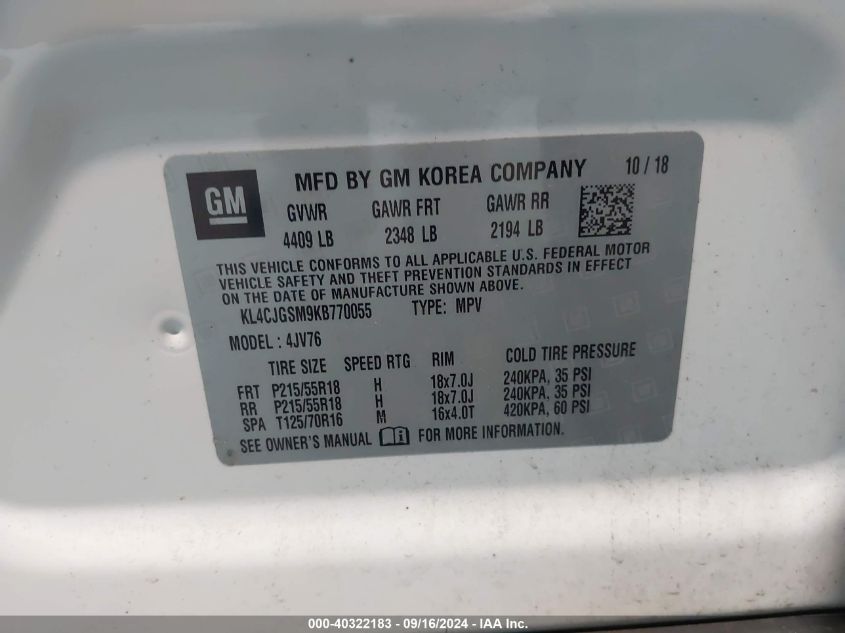 GM
MFD BY GM KOREA COMPANY 10 / 18
GVWR GAWR FRT GAWR RR
4409 LB 2348 LB 2194 LB
THIS VEHICLE CONFORMS TO ALL APPLICABLE U.S. FEDERAL MOTOR
VEHICLE SAFETY AND THEFT PREVENTION STANDARDS IN EFFECT
ON THE DATE OF MANUFACTURE SHOWN ABOVE.
KL4CJGSM9KB770055 TYPE: MPV
MODEL : 4JV76
TIRE SIZE SPEED RTG RIM COLD TIRE PRESSURE
FRT P215/55R18 H 18x7.0J 240KPA, 35 PSI
RR P215/55R18 H 18x7.0J 240KPA, 35 PSI
SPA T125/70R16 M 16x4.0T 420KPA, 60 PSI
SEE OWNER'S MANUAL FOR MORE INFORMATION.
000-40322183 - 09/16/2024 - IAA Inc.